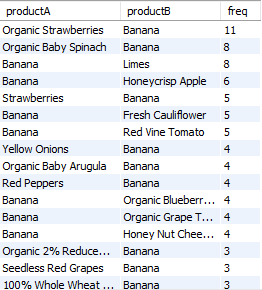 productA productB freq
Organic Strawberries Banana 11
Organic Baby Spinach Banana 8
Banana Limes 8
Banana Honeycrisp Apple 6
Strawberries Banana 5
Banana Fresh Cauliflower 5
Banana Red Vine Tomato 5
Yellow Onions Banana 4
Organic Baby Arugula Banana 4
Red Peppers Banana 4
Banana Organic Blueberr... 4
Banana Organic Grape T... 4
Banana Honey Nut Chee... 4
Organic 2% Reduce... Banana 3
Seedless Red Grapes Banana 3
100% Whole Wheat ... Banana 3